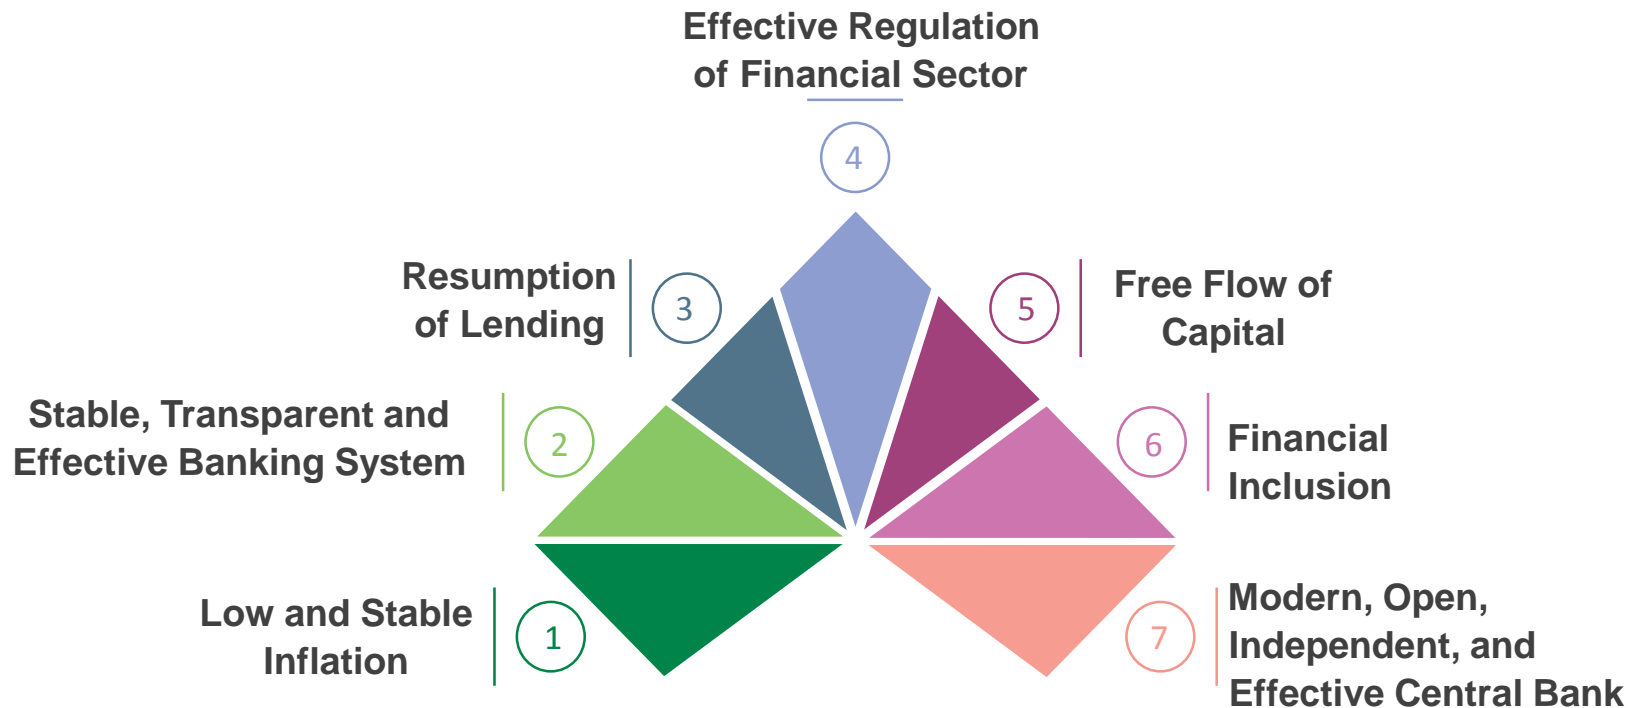 Effective Regulation
of Financial Sector
4
Resumption
of Lending
3
5
Free Flow of
Capital
Stable, Transparent and
Effective Banking System
2
6
Financial
Inclusion
Low and Stable
Inflation
1
7
Modern, Open,
Independent, and
Effective Central Bank